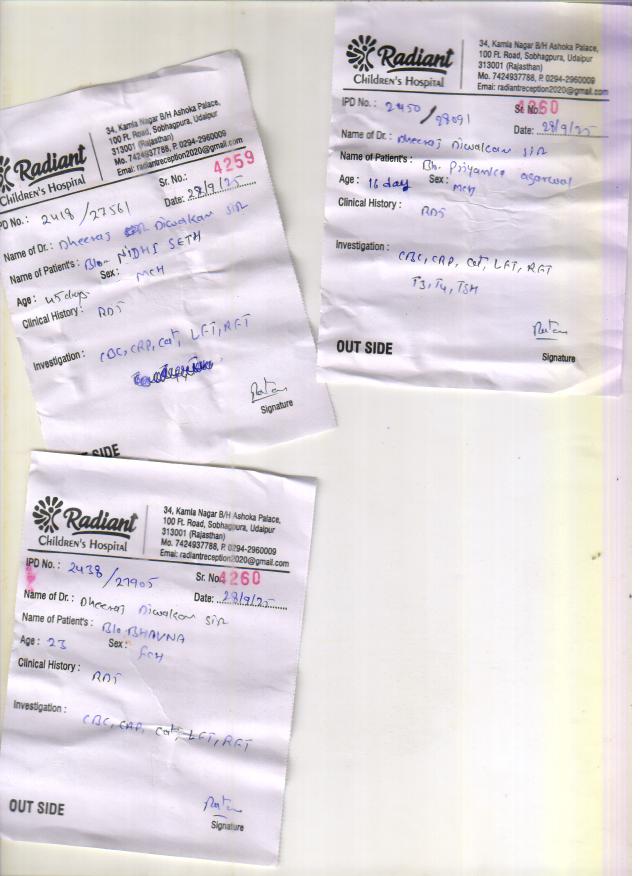 Radiant
Children's Hospital
34, Kamla Nagar B/H Ashoka Palace,
100 Ft. Road, Sobhagpura, Udaipur
313001 (Rajasthan)
Mo. 7424937788, P. 0294-2960009
Emai: radiantreception2020@gmail.com
PD No.: 2418/27561
Sr. No.: 4259
Date: 28/9/25
Name of Dr.: Dheeraj Diwakar sir
Name of Patient's: B/o- NIDHI SETH
Age: 45 days Sex: MCH
Clinical History: RDS
Investigation: CBC, CRP, Cat, LFT, RFT
Signature
SIDE
Radiant
Children's Hospital
34, Kamla Nagar B/H Ashoka Palace,
100 Ft. Road, Sobhagpura, Udaipur
313001 (Rajasthan)
Mo. 7424937788, P. 0294-2960009
Emai: radiantreception2020@gmail.com
IPD No.: 2450/28091
Sr. No. 4260
Date: 28/9/25
Name of Dr.: Dheeraj Diwakar sir
Name of Patient's: B/o. Priyanka agarwal
Age: 16 day Sex: MCH
Clinical History: RDS
Investigation: CBC, CRP, Cat, LFT, RFT
T3, T4, TSH
OUT SIDE
Signature
Radiant
Children's Hospital
34, Kamla Nagar B/H Ashoka Palace,
100 Ft. Road, Sobhagpura, Udaipur
313001 (Rajasthan)
Mo. 7424937788, P. 0294-2960009
Emai: radiantreception2020@gmail.com
IPD No.: 2438/27905
Sr. No. 4260
Date: 28/9/25
Name of Dr.: Dheeraj Diwakar sir
Name of Patient's: B/o BHAVNA
Age: 23 Sex: FCH
Clinical History: RDS
Investigation: CBC, CRP, Cat, LFT, RFT
OUT SIDE
Signature